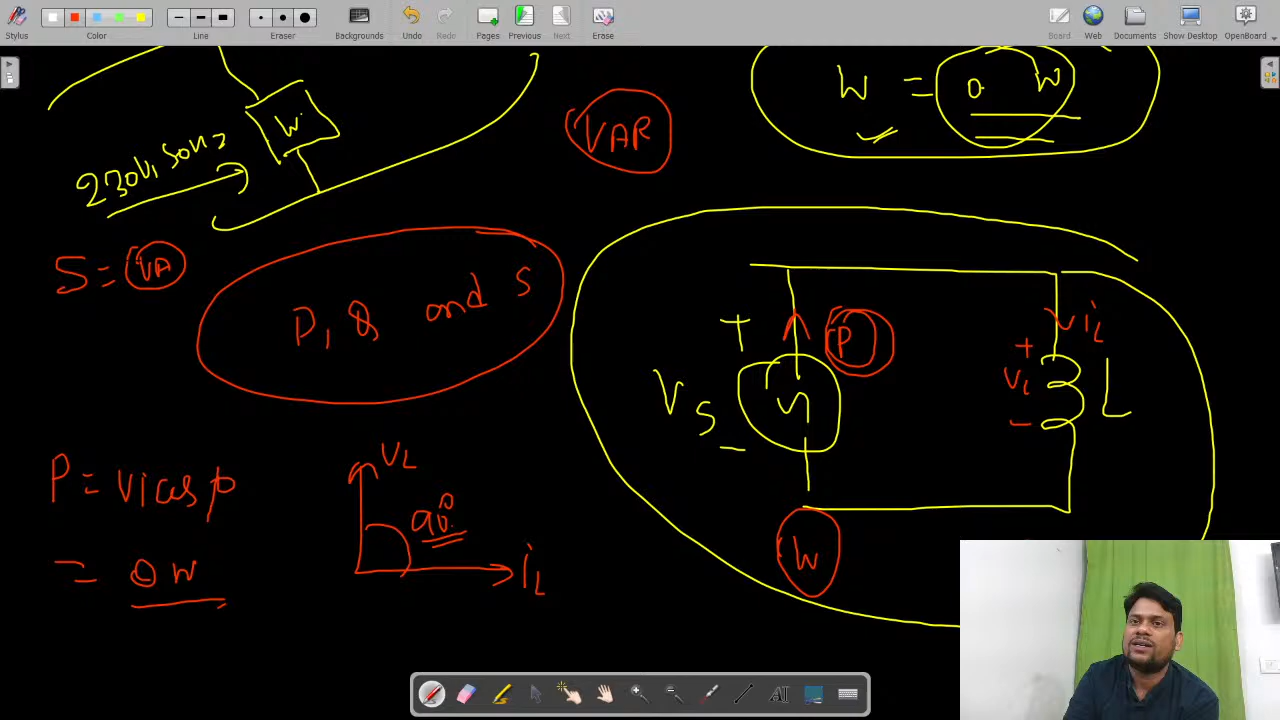 Stylus
Color
Line
Eraser
Backgrounds
Undo
Redo
Pages
Previous
Next
Erase
Board
Web
Documents
Show Desktop
OpenBoard
W = 0 W
W
230V, 50Hz
VAR
S = VA
P, Q and S
+
P
iL
+
VL
-
L
VS
-
P = VI cos φ
= 0 W
VL
90°
iL
W